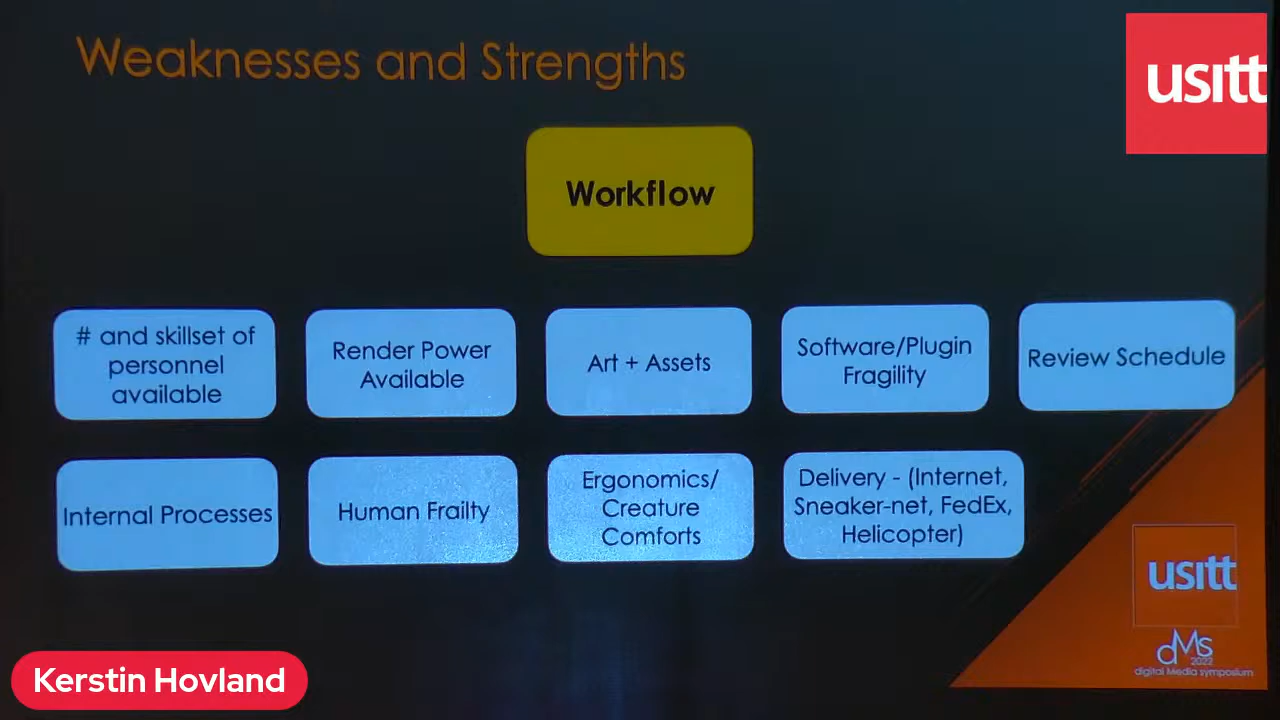 Weaknesses and Strengths
usitt
Workflow
# and skillset of
personnel
available
Render Power
Available
Art + Assets
Software/Plugin
Fragility
Review Schedule
Internal Processes
Human Frailty
Ergonomics/
Creature
Comforts
Delivery - (Internet,
Sneaker-net, FedEx,
Helicopter)
usitt
dMs
2022
digital Media symposium
Kerstin Hovland